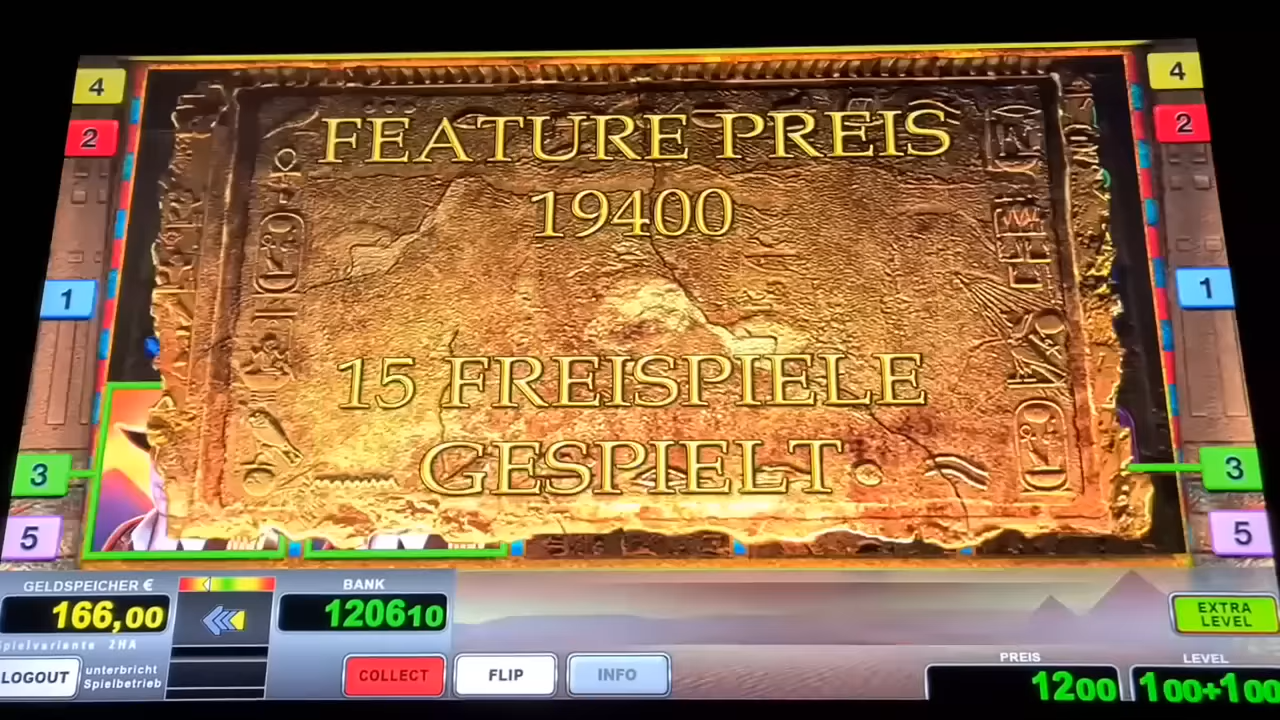 FEATURE PREIS
19400
15 FREISPIELE
GESPIELT
4
2
1
3
5
4
2
1
3
5
GELDSPEICHER €
166,00
Spielvariante 2HA
LOGOUT
unterbricht
Spielbetrieb
BANK
120610
COLLECT
FLIP
INFO
EXTRA
LEVEL
PREIS
1200
LEVEL
100+100